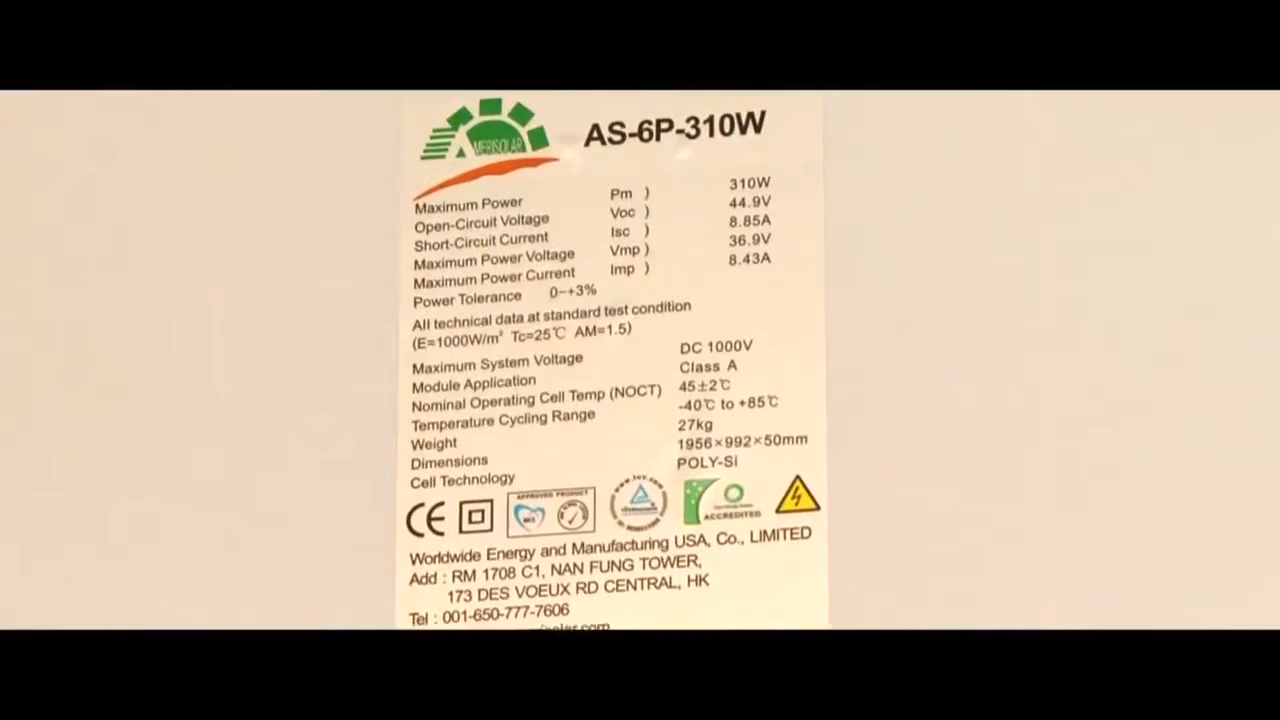 AMERISOLAR
AS-6P-310W
Maximum Power Pm ) 310W
Open-Circuit Voltage Voc ) 44.9V
Short-Circuit Current Isc ) 8.85A
Maximum Power Voltage Vmp ) 36.9V
Maximum Power Current Imp ) 8.43A
Power Tolerance 0~+3%
All technical data at standard test condition
(E=1000W/m² Tc=25℃ AM=1.5)
Maximum System Voltage DC 1000V
Module Application Class A
Nominal Operating Cell Temp (NOCT) 45±2℃
Temperature Cycling Range -40℃ to +85℃
Weight 27kg
Dimensions 1956×992×50mm
Cell Technology POLY-Si
CE
APPROVED PRODUCT
MCS
www.tuv.com
ACCREDITED
Worldwide Energy and Manufacturing USA, Co., LIMITED
Add : RM 1708 C1, NAN FUNG TOWER,
173 DES VOEUX RD CENTRAL, HK
Tel : 001-650-777-7606